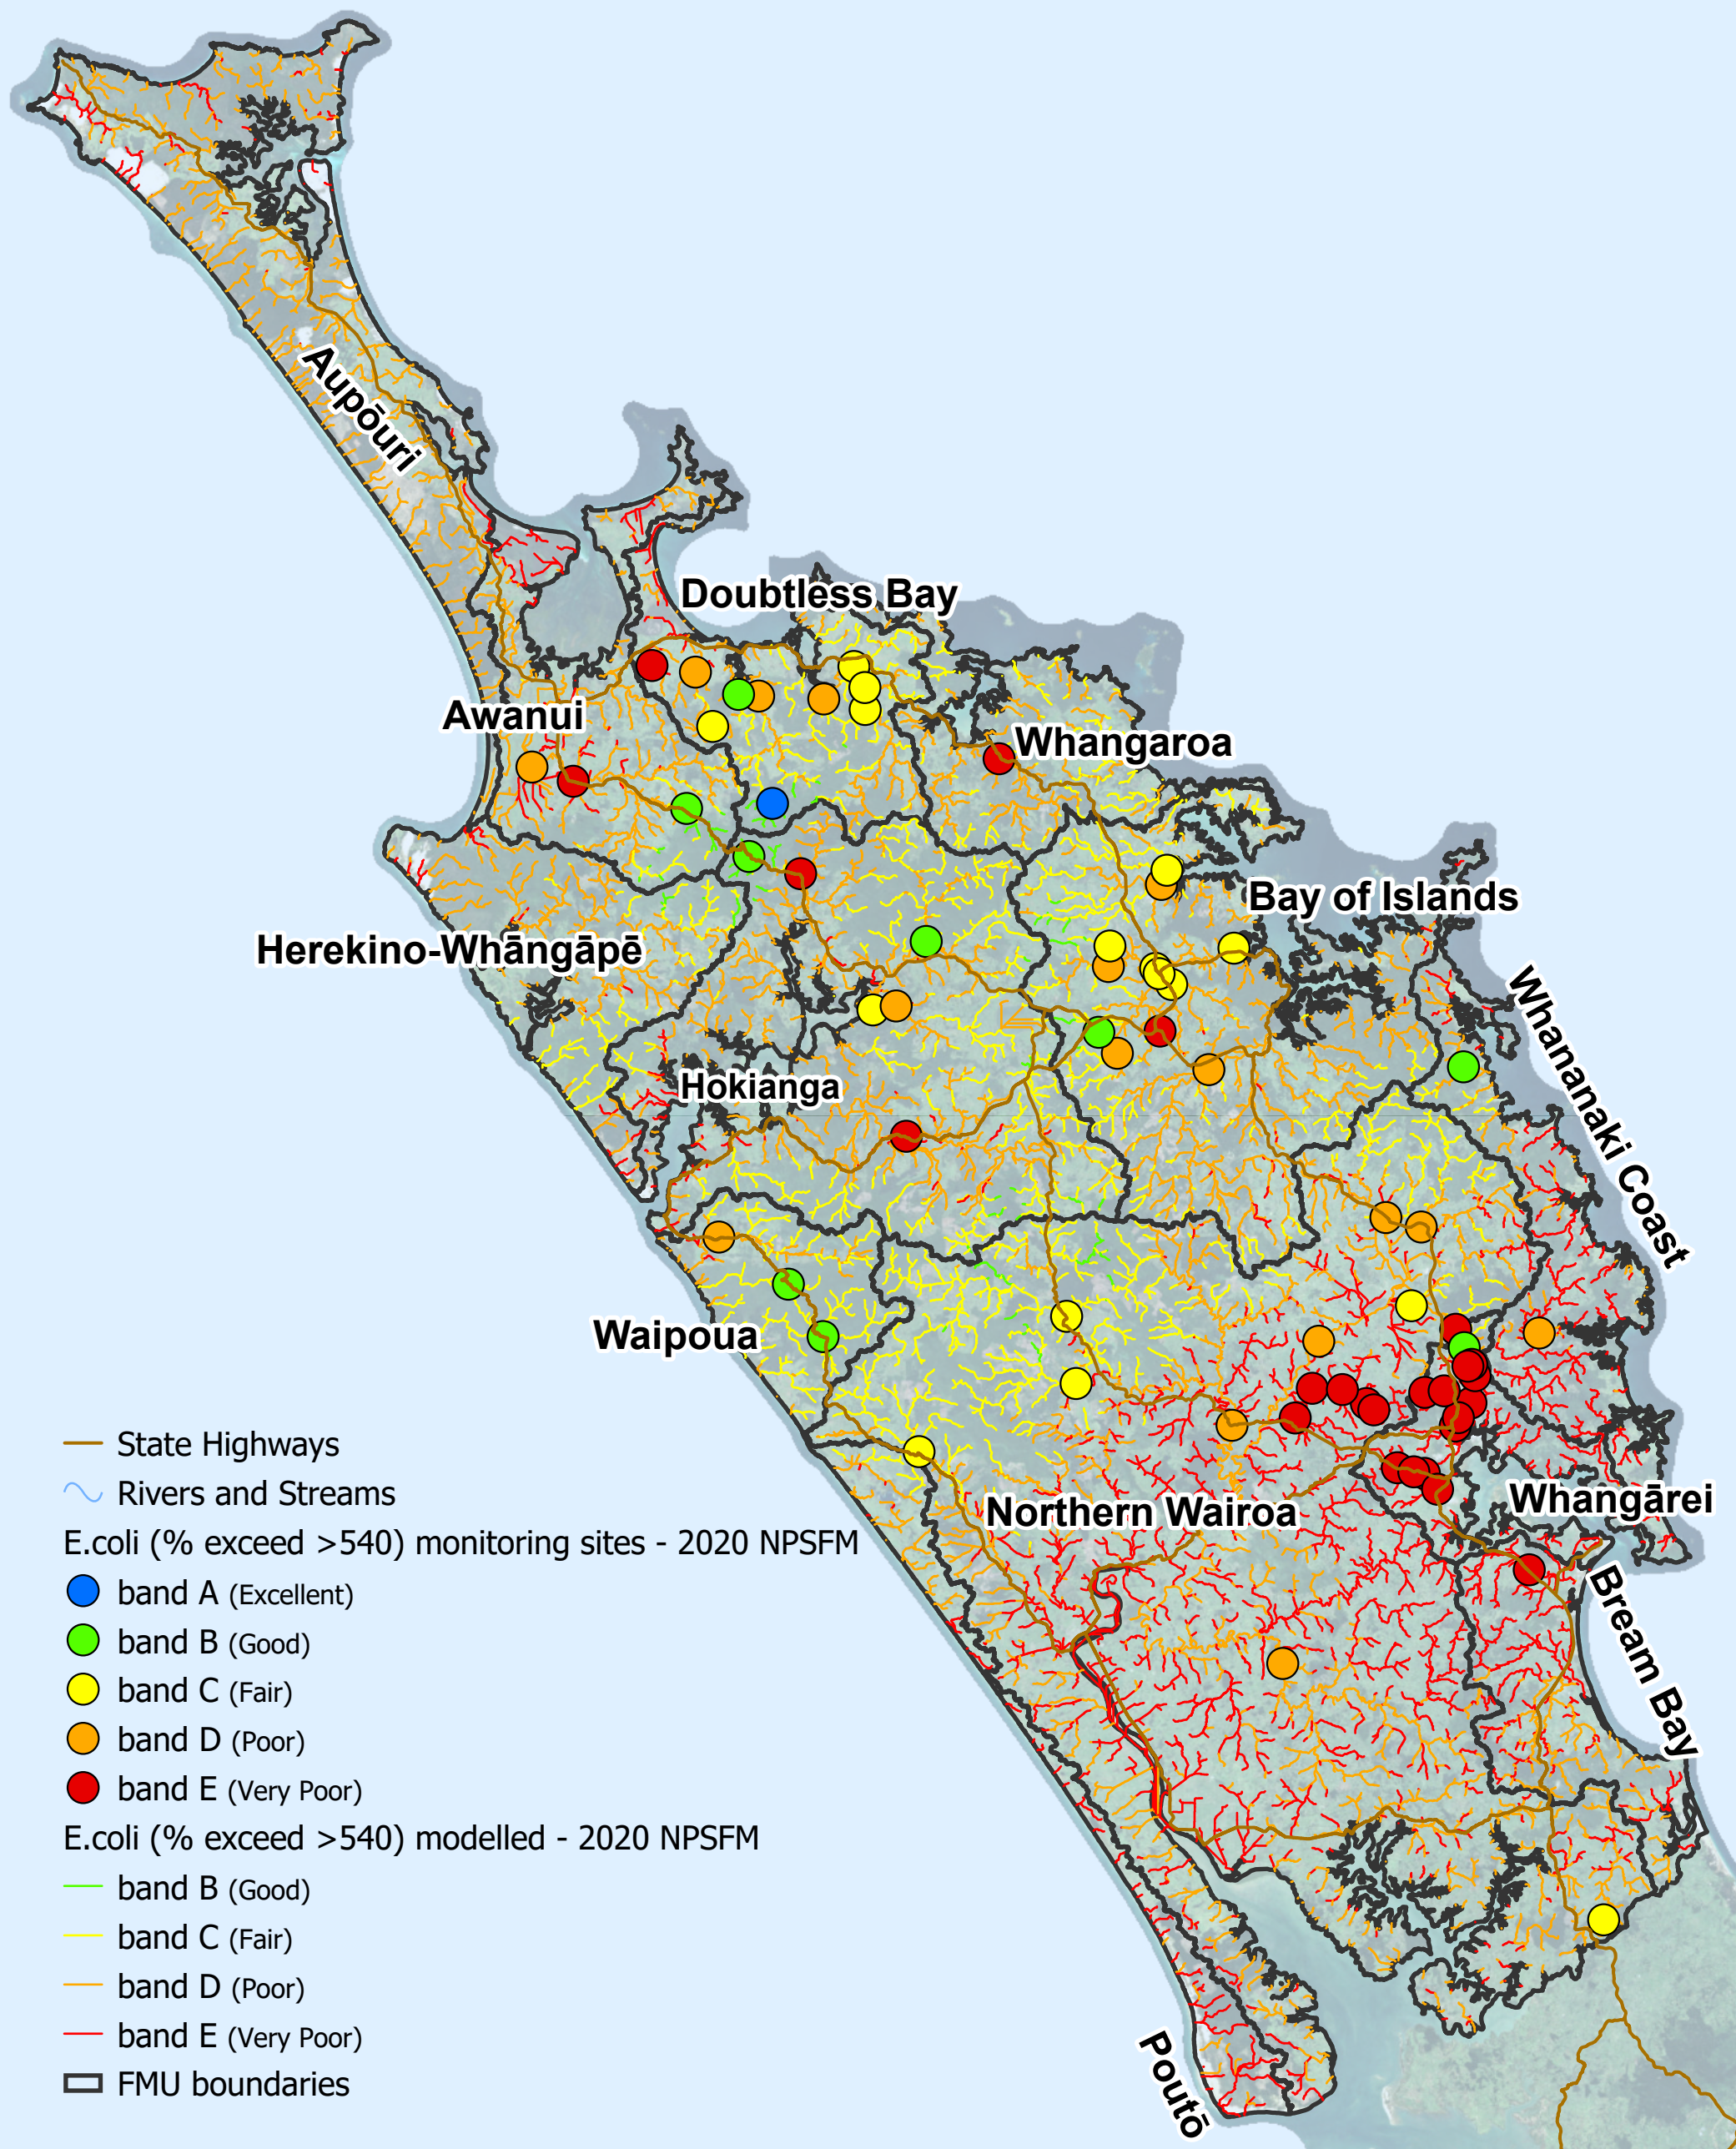 Aupōuri
Doubtless Bay
Awanui
Whangaroa
Bay of Islands
Herekino-Whāngāpē
Whananaki Coast
Hokianga
Waipoua
Northern Wairoa
Whangārei
Bream Bay
Poutō
State Highways
Rivers and Streams
E.coli (% exceed >540) monitoring sites - 2020 NPSFM
band A (Excellent)
band B (Good)
band C (Fair)
band D (Poor)
band E (Very Poor)
E.coli (% exceed >540) modelled - 2020 NPSFM
band B (Good)
band C (Fair)
band D (Poor)
band E (Very Poor)
FMU boundaries